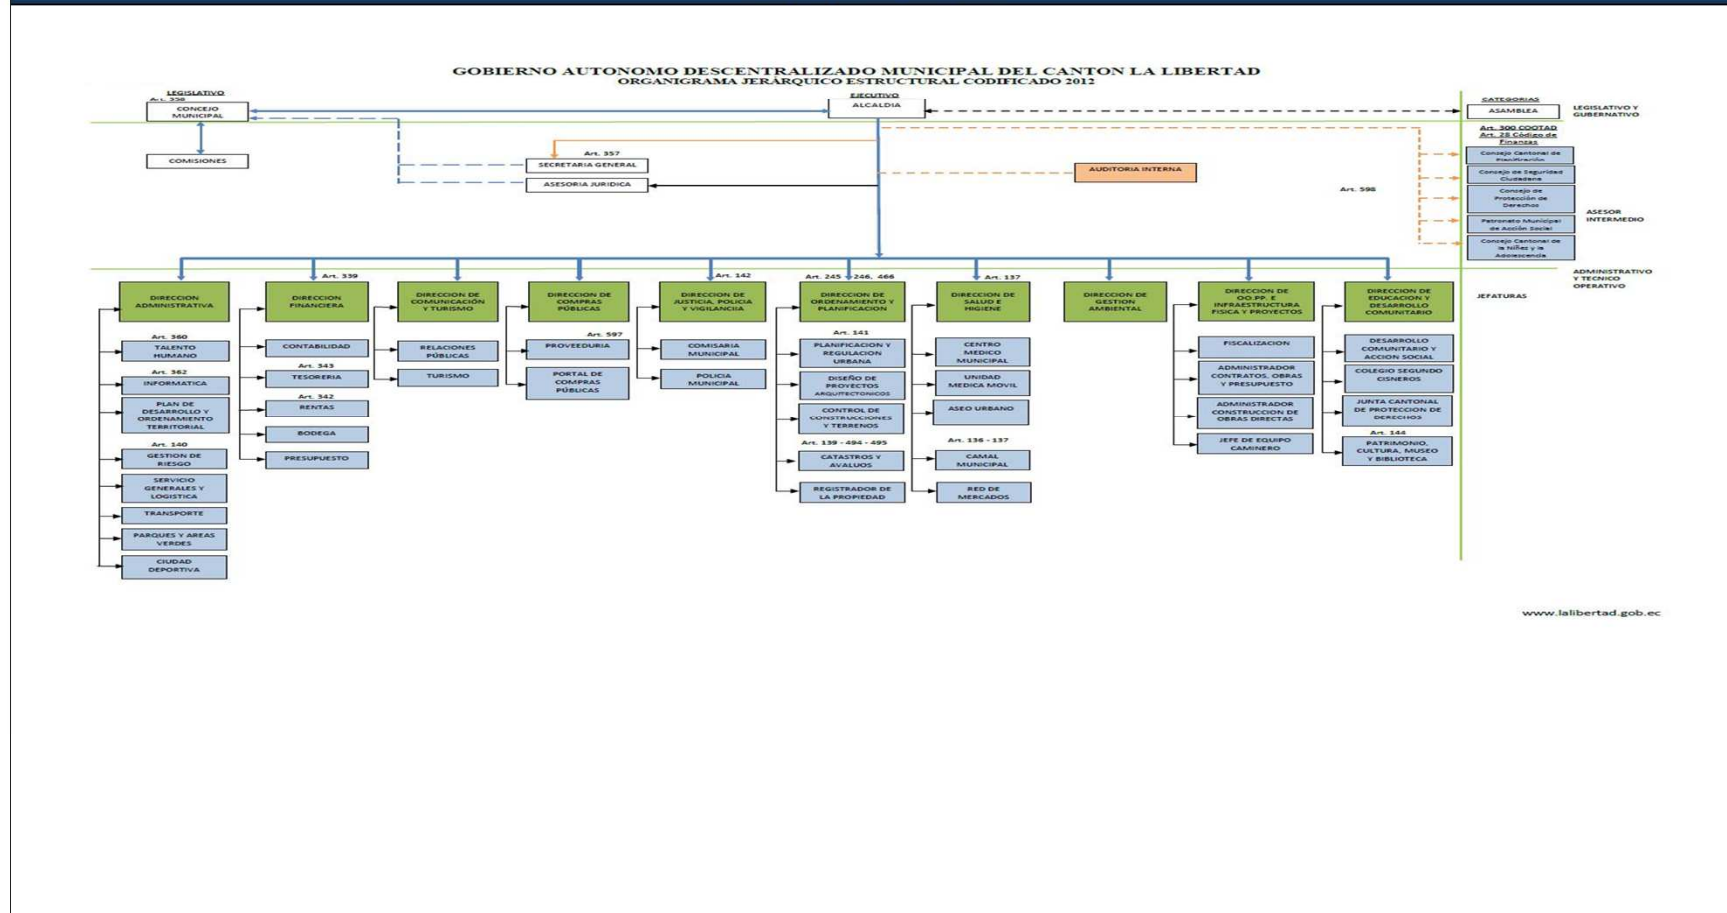 GOBIERNO AUTONOMO DESCENTRALIZADO MUNICIPAL DEL CANTON LA LIBERTAD
ORGANIGRAMA JERÁRQUICO ESTRUCTURAL CODIFICADO 2012
LEGISLATIVO
CONCEJO
MUNICIPAL
COMISIONES
EJECUTIVO
ALCALDIA
Art. 357
SECRETARIA GENERAL
ASESORIA JURIDICA
AUDITORIA INTERNA
Art. 598
CATEGORIAS
ASAMBLEA
LEGISLATIVO Y
GUBERNATIVO
Art. 300 COOTAD
Art. 28 Código de
Finanzas
Consejo Cantonal de
Planificación
Consejo de Seguridad
Ciudadana
Consejo de
Protección de
Derechos
Patronato Municipal
de Acción Social
Consejo Cantonal de
la Niñez y la
Adolescencia
ASESOR
INTERMEDIO
ADMINISTRATIVO
Y TECNICO
OPERATIVO
JEFATURAS
DIRECCION
ADMINISTRATIVA
Art. 360
TALENTO
HUMANO
Art. 362
INFORMATICA
PLAN DE
DESARROLLO Y
ORDENAMIENTO
TERRITORIAL
Art. 140
GESTION DE
RIESGO
SERVICIO
GENERALES Y
LOGISTICA
TRANSPORTE
PARQUES Y AREAS
VERDES
CIUDAD
DEPORTIVA
Art. 339
DIRECCION
FINANCIERA
CONTABILIDAD
Art. 343
TESORERIA
Art. 342
RENTAS
BODEGA
PRESUPUESTO
DIRECCION DE
COMUNICACIÓN
Y TURISMO
RELACIONES
PÚBLICAS
TURISMO
DIRECCION DE
COMPRAS
PÚBLICAS
Art. 597
PROVEEDURIA
PORTAL DE
COMPRAS
PÚBLICAS
Art. 142
DIRECCION DE
JUSTICIA, POLICIA
Y VIGILANCIIA
COMISARIA
MUNICIPAL
POLICIA
MUNICIPAL
Art. 245 246, 466
DIRECCION DE
ORDENAMIENTO Y
PLANIFICACION
Art. 141
PLANIFICACION Y
REGULACION
URBANA
DISEÑO DE
PROYECTOS
ARQUITECTONICOS
CONTROL DE
CONSTRUCCIONES
Y TERRENOS
Art. 139 - 494 - 495
CATASTROS Y
AVALUOS
REGISTRADOR DE
LA PROPIEDAD
Art. 137
DIRECCION DE
SALUD E
HIGIENE
CENTRO
MEDICO
MUNICIPAL
UNIDAD
MEDICA MOVIL
ASEO URBANO
Art. 136 - 137
CAMAL
MUNICIPAL
RED DE
MERCADOS
DIRECCION DE
GESTION
AMBIENTAL
DIRECCION DE
OO.PP. E
INFRAESTRUCTURA
FISICA Y PROYECTOS
FISCALIZACION
ADMINISTRADOR
CONTRATOS, OBRAS
Y PRESUPUESTO
ADMINISTRADOR
CONSTRUCCION DE
OBRAS DIRECTAS
JEFE DE EQUIPO
CAMINERO
DIRECCION DE
EDUCACION Y
DESARROLLO
COMUNITARIO
DESARROLLO
COMUNITARIO Y
ACCION SOCIAL
COLEGIO SEGUNDO
CISNEROS
JUNTA CANTONAL
DE PROTECCION DE
DERECHOS
Art. 144
PATRIMONIO,
CULTURA, MUSEO
Y BIBLIOTECA
www.lalibertad.gob.ec